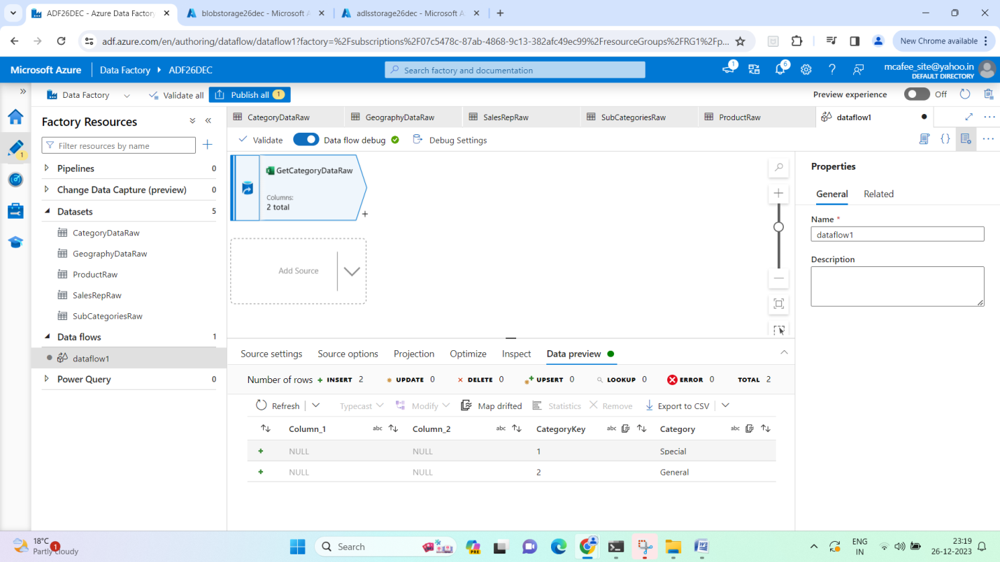 ADF26DEC - Azure Data Factory
blobstorage26dec - Microsoft A
adlsstorage26dec - Microsoft A
adf.azure.com/en/authoring/dataflow/dataflow1?factory=%2Fsubscriptions%2F07c5478c-87ab-4868-9c13-382afc49ec99%2FresourceGroups%2FRG1%2Fp...
New Chrome available
Microsoft Azure
Data Factory
ADF26DEC
Search factory and documentation
1
6
mcafee_site@yahoo.in
DEFAULT DIRECTORY
Data Factory
Validate all
Publish all 1
Preview experience
Off
1
Factory Resources
Filter resources by name
Pipelines 0
Change Data Capture (preview) 0
Datasets 5
CategoryDataRaw
GeographyDataRaw
ProductRaw
SalesRepRaw
SubCategoriesRaw
Data flows 1
dataflow1
Power Query 0
CategoryDataRaw
GeographyDataRaw
SalesRepRaw
SubCategoriesRaw
ProductRaw
dataflow1
Validate
Data flow debug
Debug Settings
GetCategoryDataRaw
Columns:
2 total
Add Source
Properties
General Related
Name *
dataflow1
Description
Source settings Source options Projection Optimize Inspect Data preview
Number of rows INSERT 2 UPDATE 0 DELETE 0 UPSERT 0 LOOKUP 0 ERROR 0 TOTAL 2
Refresh Typecast Modify Map drifted Statistics Remove Export to CSV
Column_1 abc Column_2 abc CategoryKey abc Category abc
NULL NULL 1 Special
NULL NULL 2 General
18°C
1
Partly cloudy
Search
PRE
ENG
IN
23:19
26-12-2023